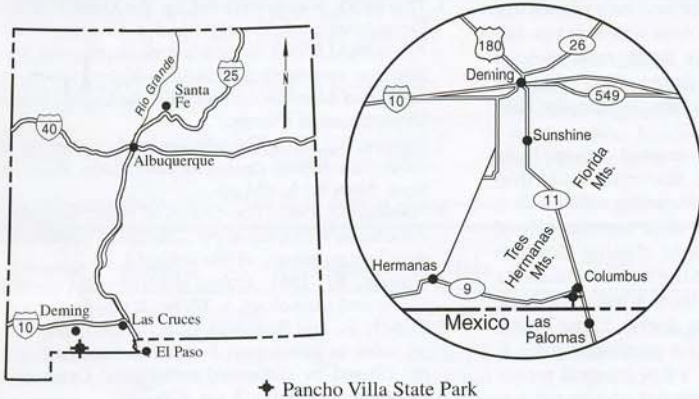 Rio Grande
25
N
Santa
Fe
40
Albuquerque
Deming
10
Las Cruces
El Paso
180
26
Deming
10
549
Sunshine
Florida
Mts.
11
Tres
Hermanas
Mts.
Hermanas
9
Columbus
Mexico
Las
Palomas
Pancho Villa State Park